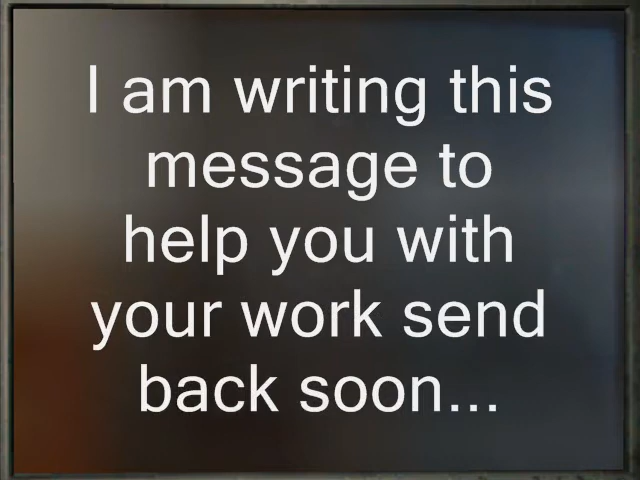 I am writing this
message to
help you with
your work send
back soon...